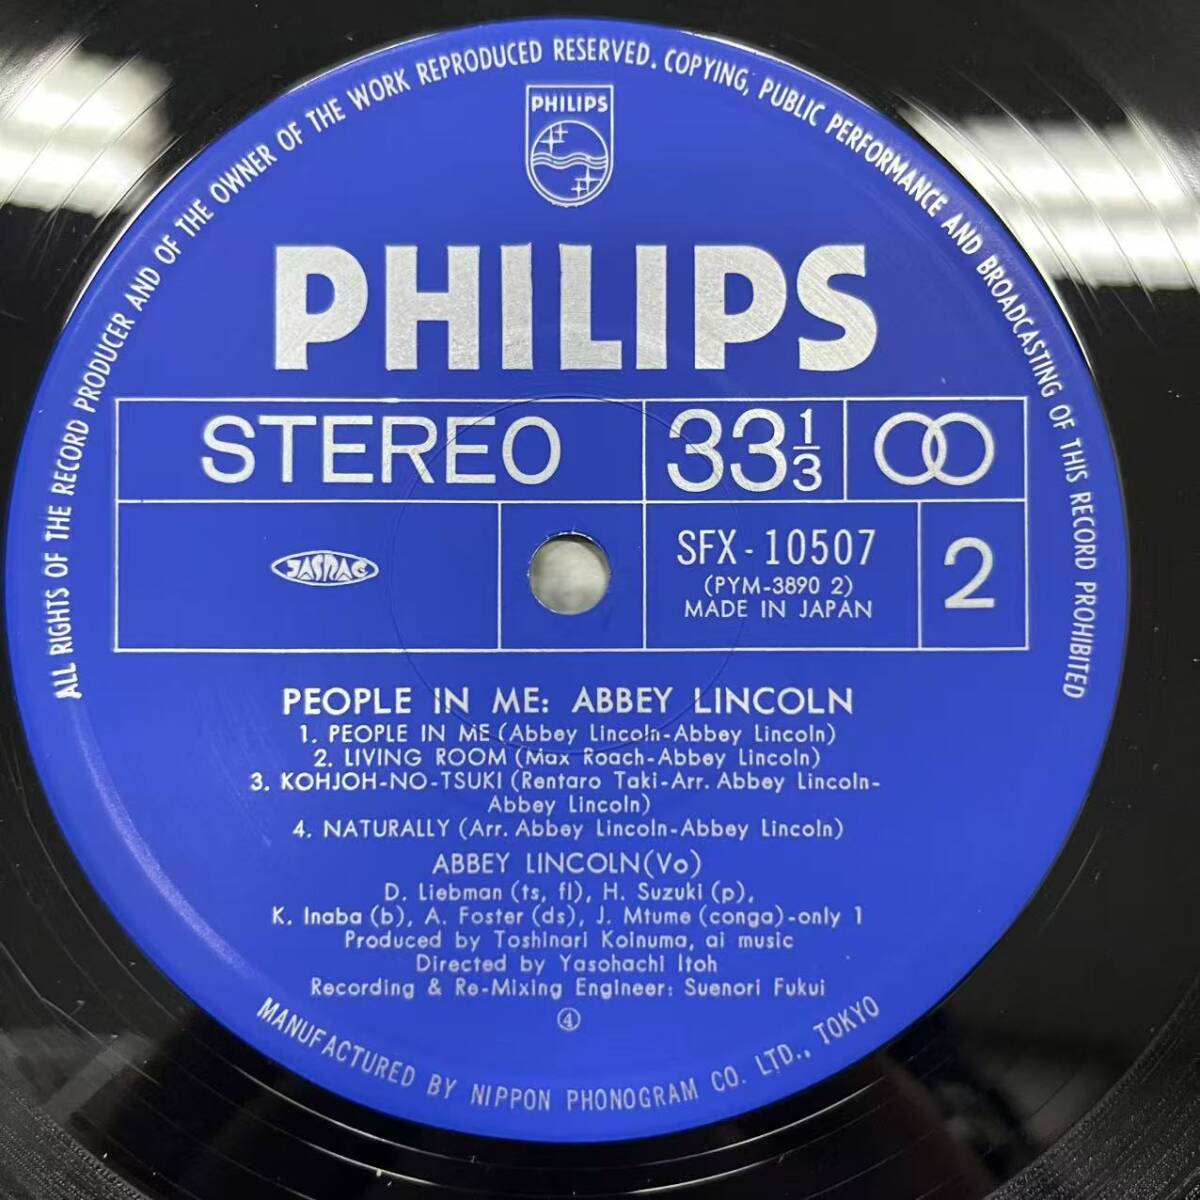 ALL RIGHTS OF THE RECORD PRODUCER AND OF THE OWNER OF THE WORK REPRODUCED RESERVED. COPYING, PUBLIC PERFORMANCE AND BROADCASTING OF THIS RECORD PROHIBITED
PHILIPS
PHILIPS
STEREO
33 1/3
JASRAC
SFX-10507
(PYM-3890 2)
MADE IN JAPAN
2
PEOPLE IN ME: ABBEY LINCOLN
1. PEOPLE IN ME (Abbey Lincoln-Abbey Lincoln)
2. LIVING ROOM (Max Roach-Abbey Lincoln)
3. KOHJOH-NO-TSUKI (Rentaro Taki-Arr. Abbey Lincoln-
Abbey Lincoln)
4. NATURALLY (Arr. Abbey Lincoln-Abbey Lincoln)
ABBEY LINCOLN(Vo)
D. Liebman (ts, fl), H. Suzuki (p),
K. Inaba (b), A. Foster (ds), J. Mtume (conga)-only 1
Produced by Toshinari Koinuma, ai music
Directed by Yasohachi Itoh
Recording & Re-Mixing Engineer: Suenori Fukui
④
MANUFACTURED BY NIPPON PHONOGRAM CO. LTD., TOKYO